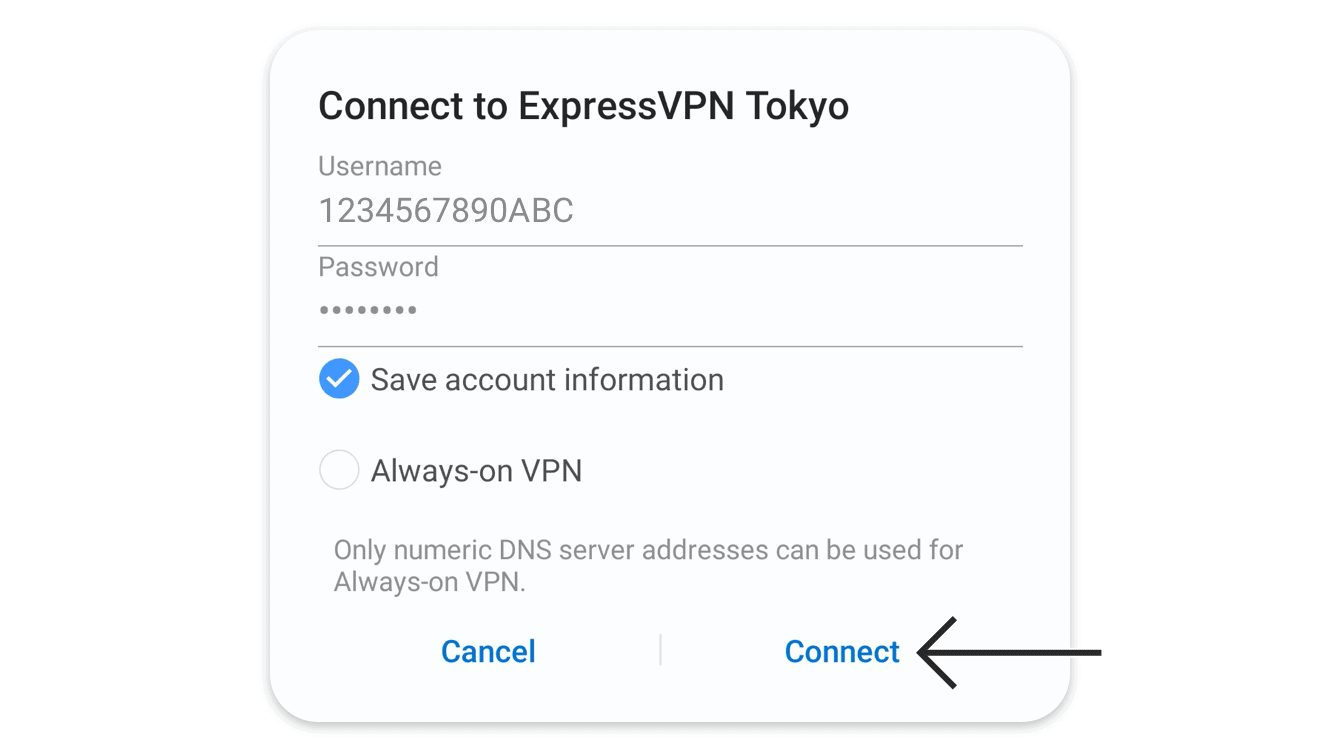 Connect to ExpressVPN Tokyo
Username
1234567890ABC
Password
••••••••
Save account information
Always-on VPN
Only numeric DNS server addresses can be used for
Always-on VPN.
Cancel
Connect